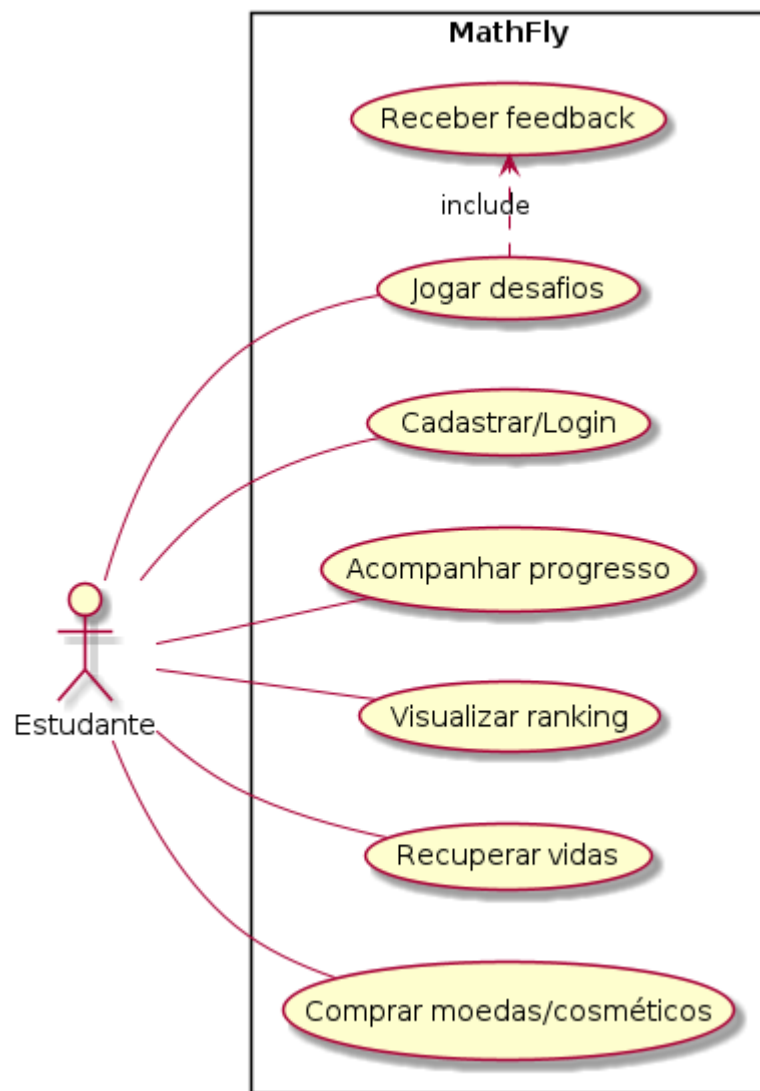 MathFly
Receber feedback
include
Jogar desafios
Cadastrar/Login
Acompanhar progresso
Visualizar ranking
Estudante
Recuperar vidas
Comprar moedas/cosméticos